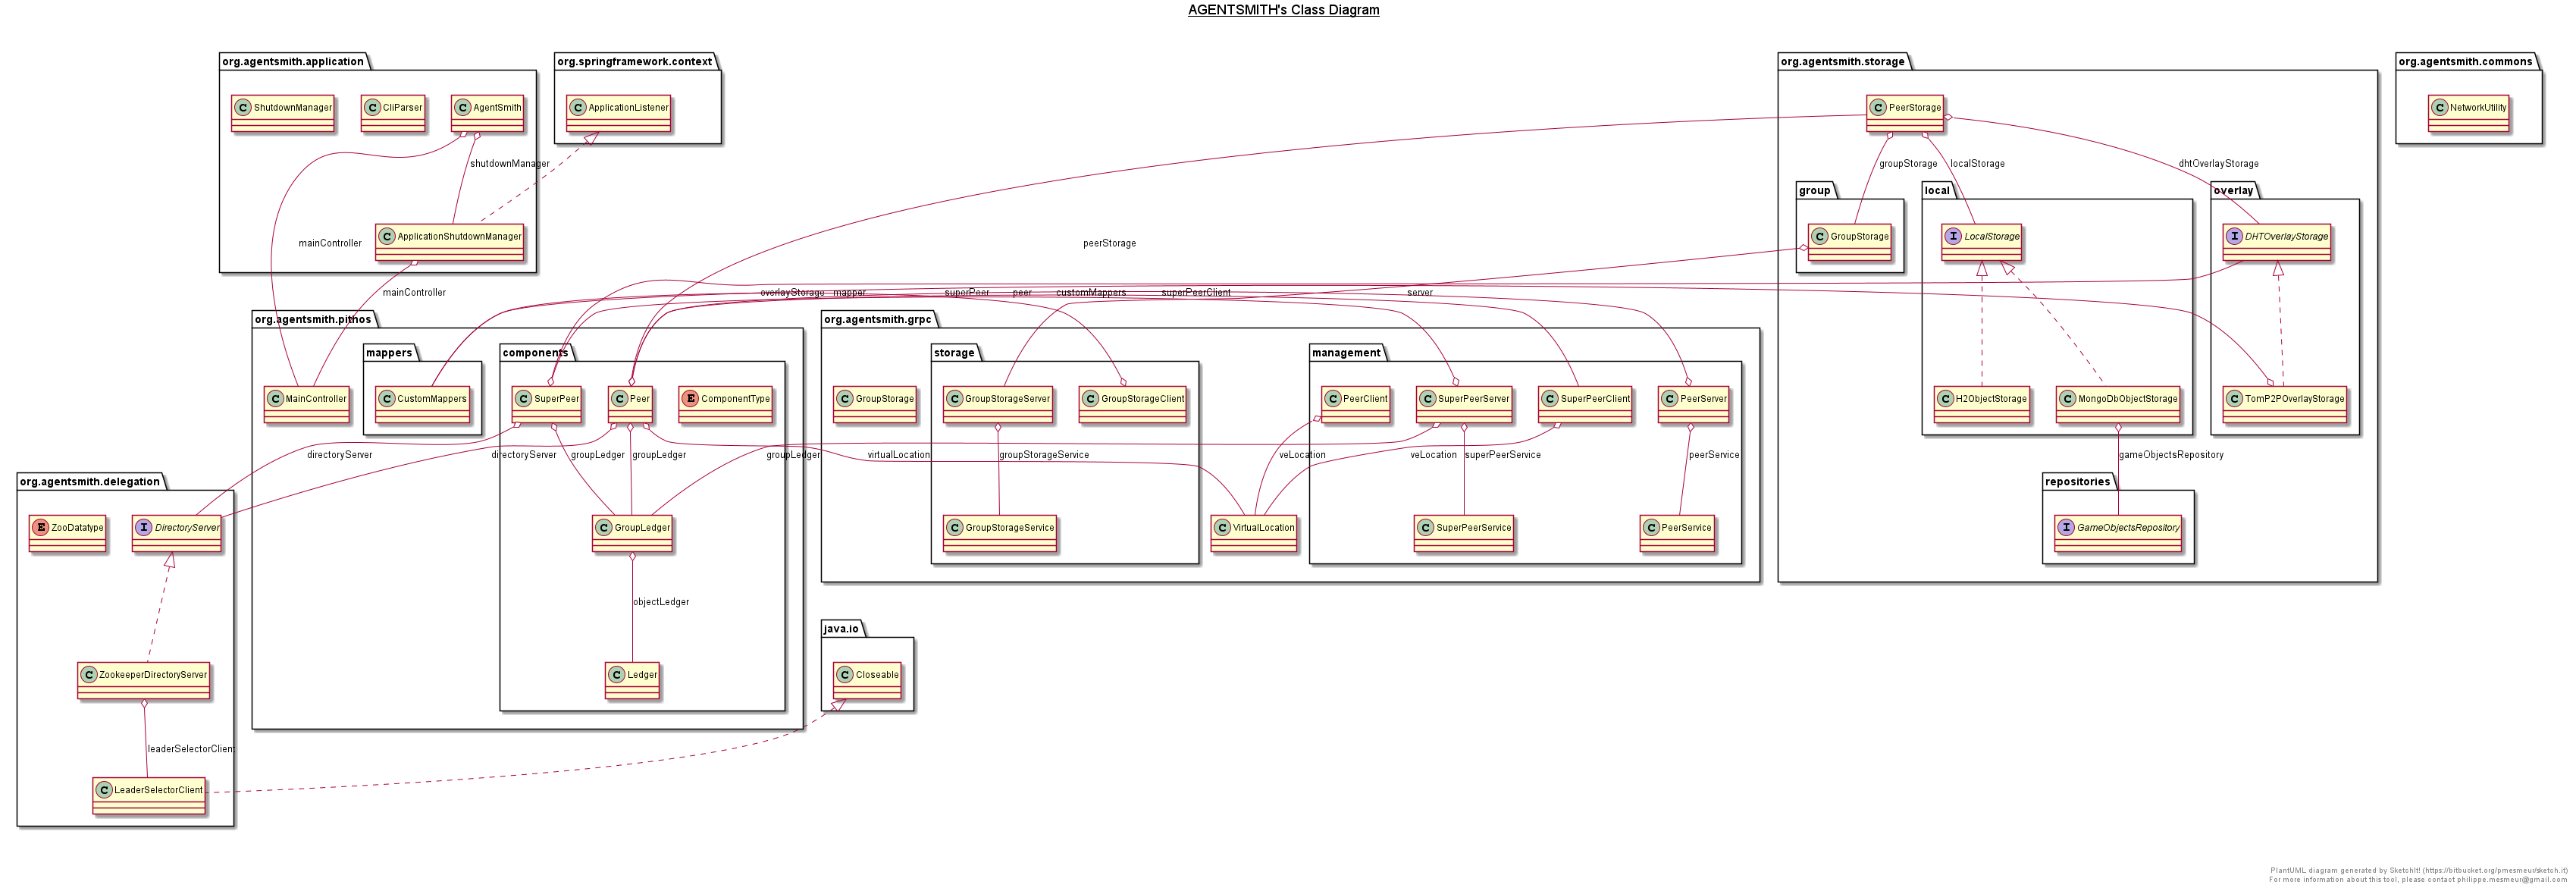 AGENTSMITH's Class Diagram
org.agentsmith.application
org.springframework.context
org.agentsmith.storage
org.agentsmith.commons
C ShutdownManager
C CliParser
C AgentSmith
C ApplicationListener
C PeerStorage
C NetworkUtility
shutdownManager
groupStorage
localStorage
dhtOverlayStorage
group
local
overlay
C ApplicationShutdownManager
C GroupStorage
I LocalStorage
I DHTOverlayStorage
mainController
peerStorage
mainController
overlayStorage
mapper
superPeer
peer
customMappers
superPeerClient
server
org.agentsmith.pithos
org.agentsmith.grpc
mappers
components
storage
management
C MainController
C CustomMappers
C SuperPeer
C Peer
E ComponentType
C GroupStorage
C GroupStorageServer
C GroupStorageClient
C PeerClient
C SuperPeerServer
C SuperPeerClient
C PeerServer
C H2ObjectStorage
C MongoDbObjectStorage
C TomP2POverlayStorage
directoryServer
directoryServer
groupLedger
groupLedger
groupLedger
virtualLocation
groupStorageService
veLocation
veLocation
superPeerService
peerService
gameObjectsRepository
org.agentsmith.delegation
repositories
E ZooDatatype
I DirectoryServer
C GroupLedger
C GroupStorageService
C VirtualLocation
C SuperPeerService
C PeerService
I GameObjectsRepository
objectLedger
java.io
C ZookeeperDirectoryServer
C Ledger
C Closeable
leaderSelectorClient
C LeaderSelectorClient
PlantUML diagram generated by SketchIt! (https://bitbucket.org/pmesmeur/sketch.it)
For more information about this tool, please contact philippe.mesmeur@gmail.com